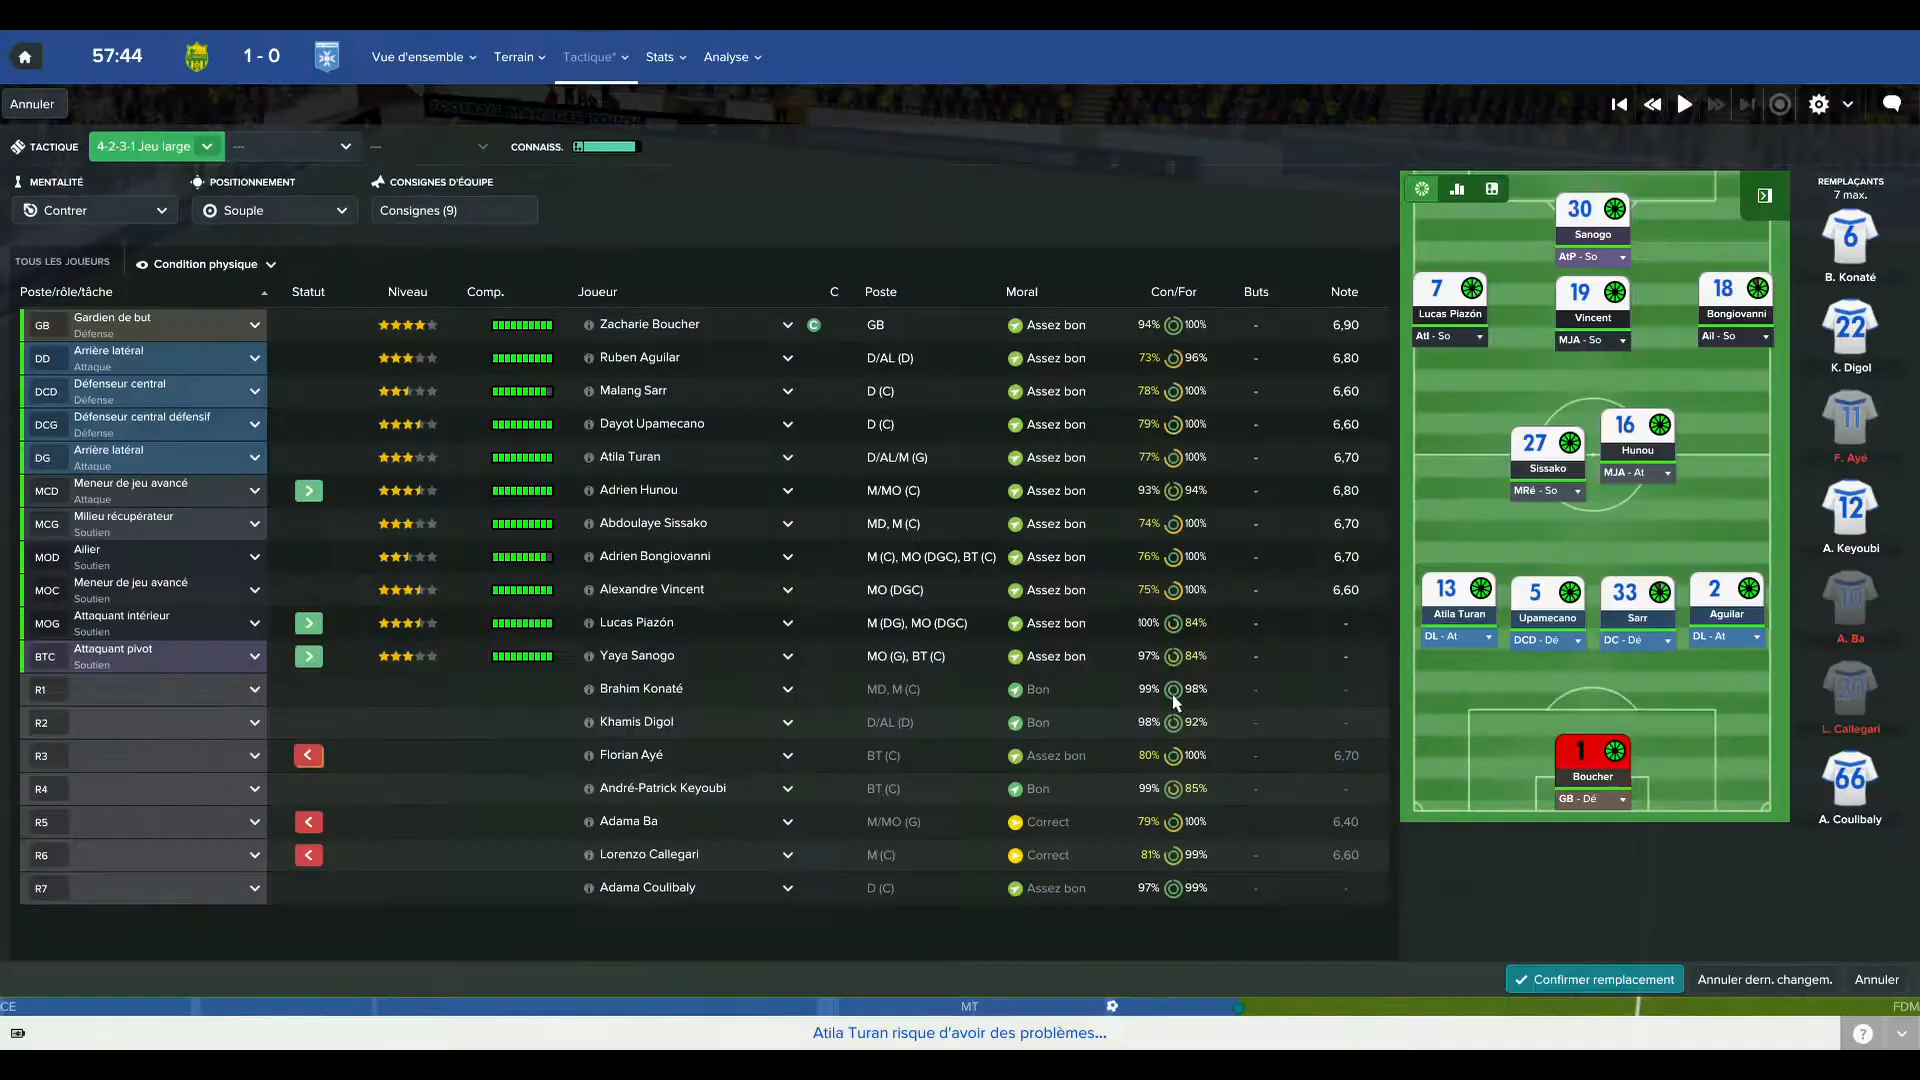 57:44 1 - 0 Vue d'ensemble Terrain Tactique* Stats Analyse
Annuler
TACTIQUE 4-2-3-1 Jeu large --- --- CONNAISS.
MENTALITÉ POSITIONNEMENT CONSIGNES D'ÉQUIPE
Contrer Souple Consignes (9)
TOUS LES JOUEURS Condition physique
Poste/rôle/tâche Statut Niveau Comp. Joueur C Poste Moral Con/For Buts Note
GB Gardien de but Défense Zacharie Boucher C GB Assez bon 94% 100% - 6,90
DD Arrière latéral Attaque Ruben Aguilar D/AL (D) Assez bon 73% 96% - 6,80
DCD Défenseur central Défense Malang Sarr D (C) Assez bon 78% 100% - 6,60
DCG Défenseur central défensif Défense Dayot Upamecano D (C) Assez bon 79% 100% - 6,60
DG Arrière latéral Attaque Atila Turan D/AL/M (G) Assez bon 77% 100% - 6,70
MCD Meneur de jeu avancé Attaque Adrien Hunou M/MO (C) Assez bon 93% 94% - 6,80
MCG Milieu récupérateur Soutien Abdoulaye Sissako MD, M (C) Assez bon 74% 100% - 6,70
MOD Ailier Soutien Adrien Bongiovanni M (C), MO (DGC), BT (C) Assez bon 76% 100% - 6,70
MOC Meneur de jeu avancé Soutien Alexandre Vincent MO (DGC) Assez bon 75% 100% - 6,60
MOG Attaquant intérieur Soutien Lucas Piazón M (DG), MO (DGC) Assez bon 100% 84% - -
BTC Attaquant pivot Soutien Yaya Sanogo MO (G), BT (C) Assez bon 97% 84% - -
R1 Brahim Konaté MD, M (C) Bon 99% 98% - -
R2 Khamis Digol D/AL (D) Bon 98% 92% - -
R3 Florian Ayé BT (C) Assez bon 80% 100% - 6,70
R4 André-Patrick Keyoubi BT (C) Bon 99% 85% - -
R5 Adama Ba M/MO (G) Correct 79% 100% - 6,40
R6 Lorenzo Callegari M (C) Correct 81% 99% - 6,60
R7 Adama Coulibaly D (C) Assez bon 97% 99% - -
30
Sanogo
AtP - So
7 19 18
Lucas Piazón Vincent Bongiovanni
AtI - So MJA - So Ail - So
27 16
Sissako Hunou
MRé - So MJA - At
13 5 33 2
Atila Turan Upamecano Sarr Aguilar
DL - At DCD - Dé DC - Dé DL - At
1
Boucher
GB - Dé
REMPLAÇANTS
7 max.
6
B. Konaté
22
K. Digol
11
F. Ayé
12
A. Keyoubi
10
A. Ba
20
L. Callegari
66
A. Coulibaly
Confirmer remplacement Annuler dern. changem. Annuler
CE MT FDM
Atila Turan risque d'avoir des problèmes...
?